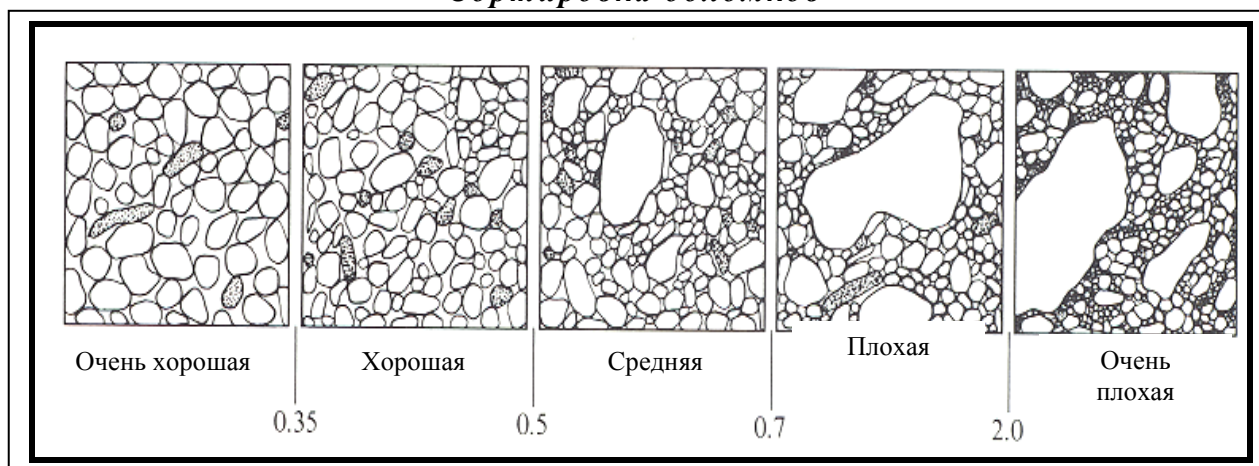 Очень хорошая
Хорошая
Средняя
Плохая
Очень
плохая
0.35
0.5
0.7
2.0